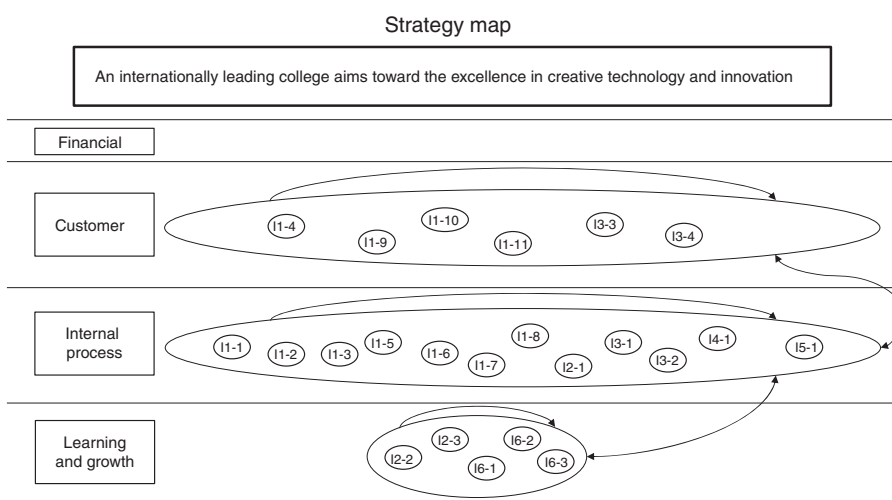 Strategy map
An internationally leading college aims toward the excellence in creative technology and innovation
Financial
Customer
I1-4
I1-9
I1-10
I1-11
I3-3
I3-4
Internal
process
I1-1
I1-2
I1-3
I1-5
I1-6
I1-7
I1-8
I2-1
I3-1
I3-2
I4-1
I5-1
Learning
and growth
I2-2
I2-3
I6-1
I6-2
I6-3